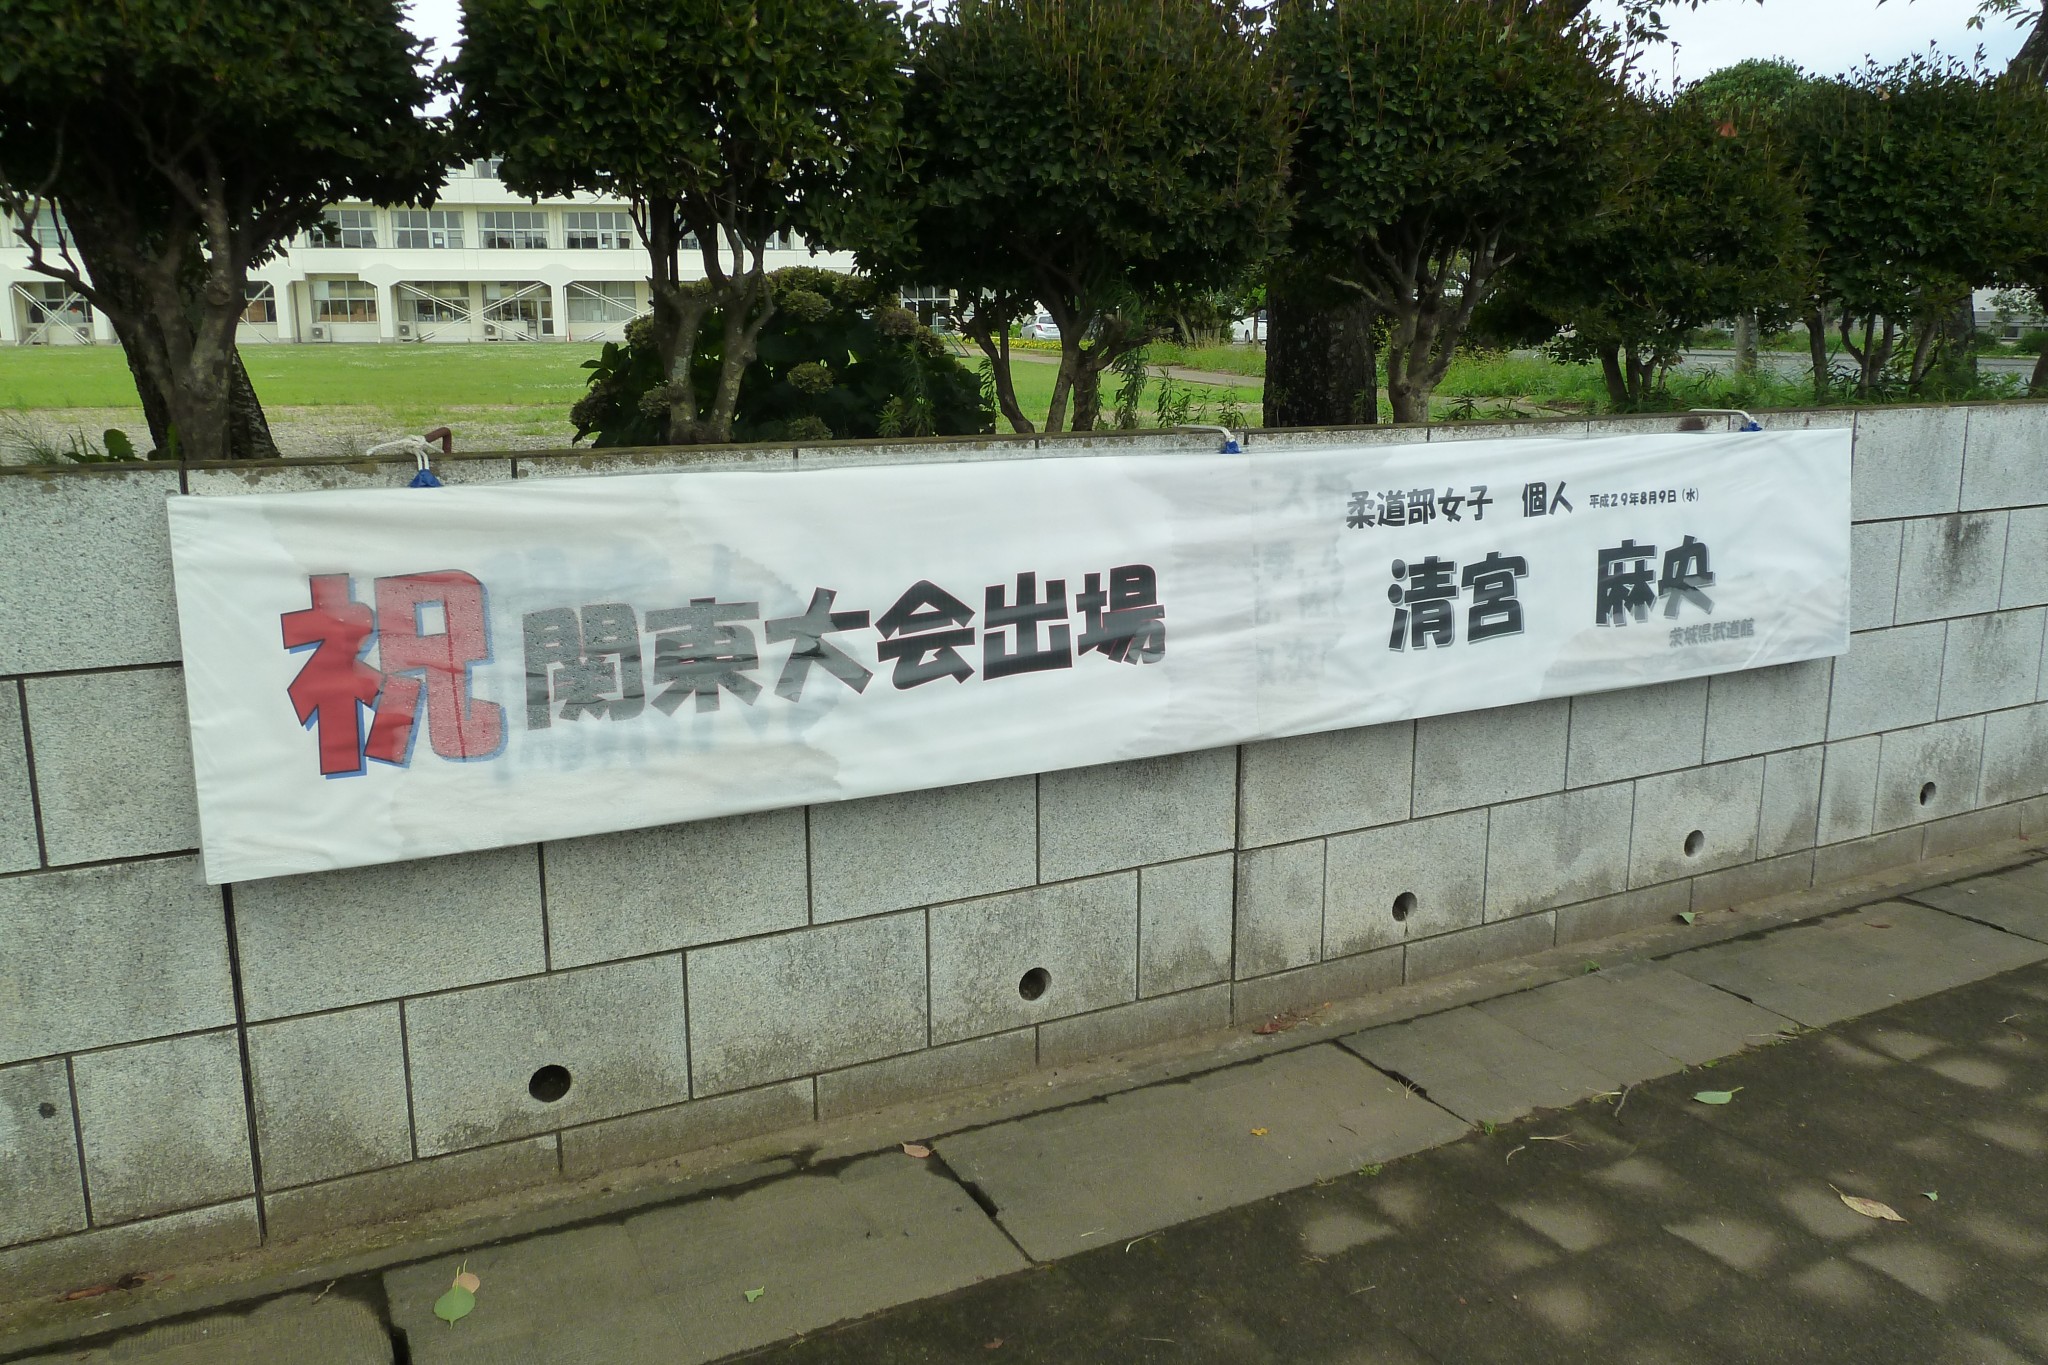 祝 関東大会出場
柔道部女子 個人 平成29年8月9日(水)
清宮 麻央
茨城県武道館